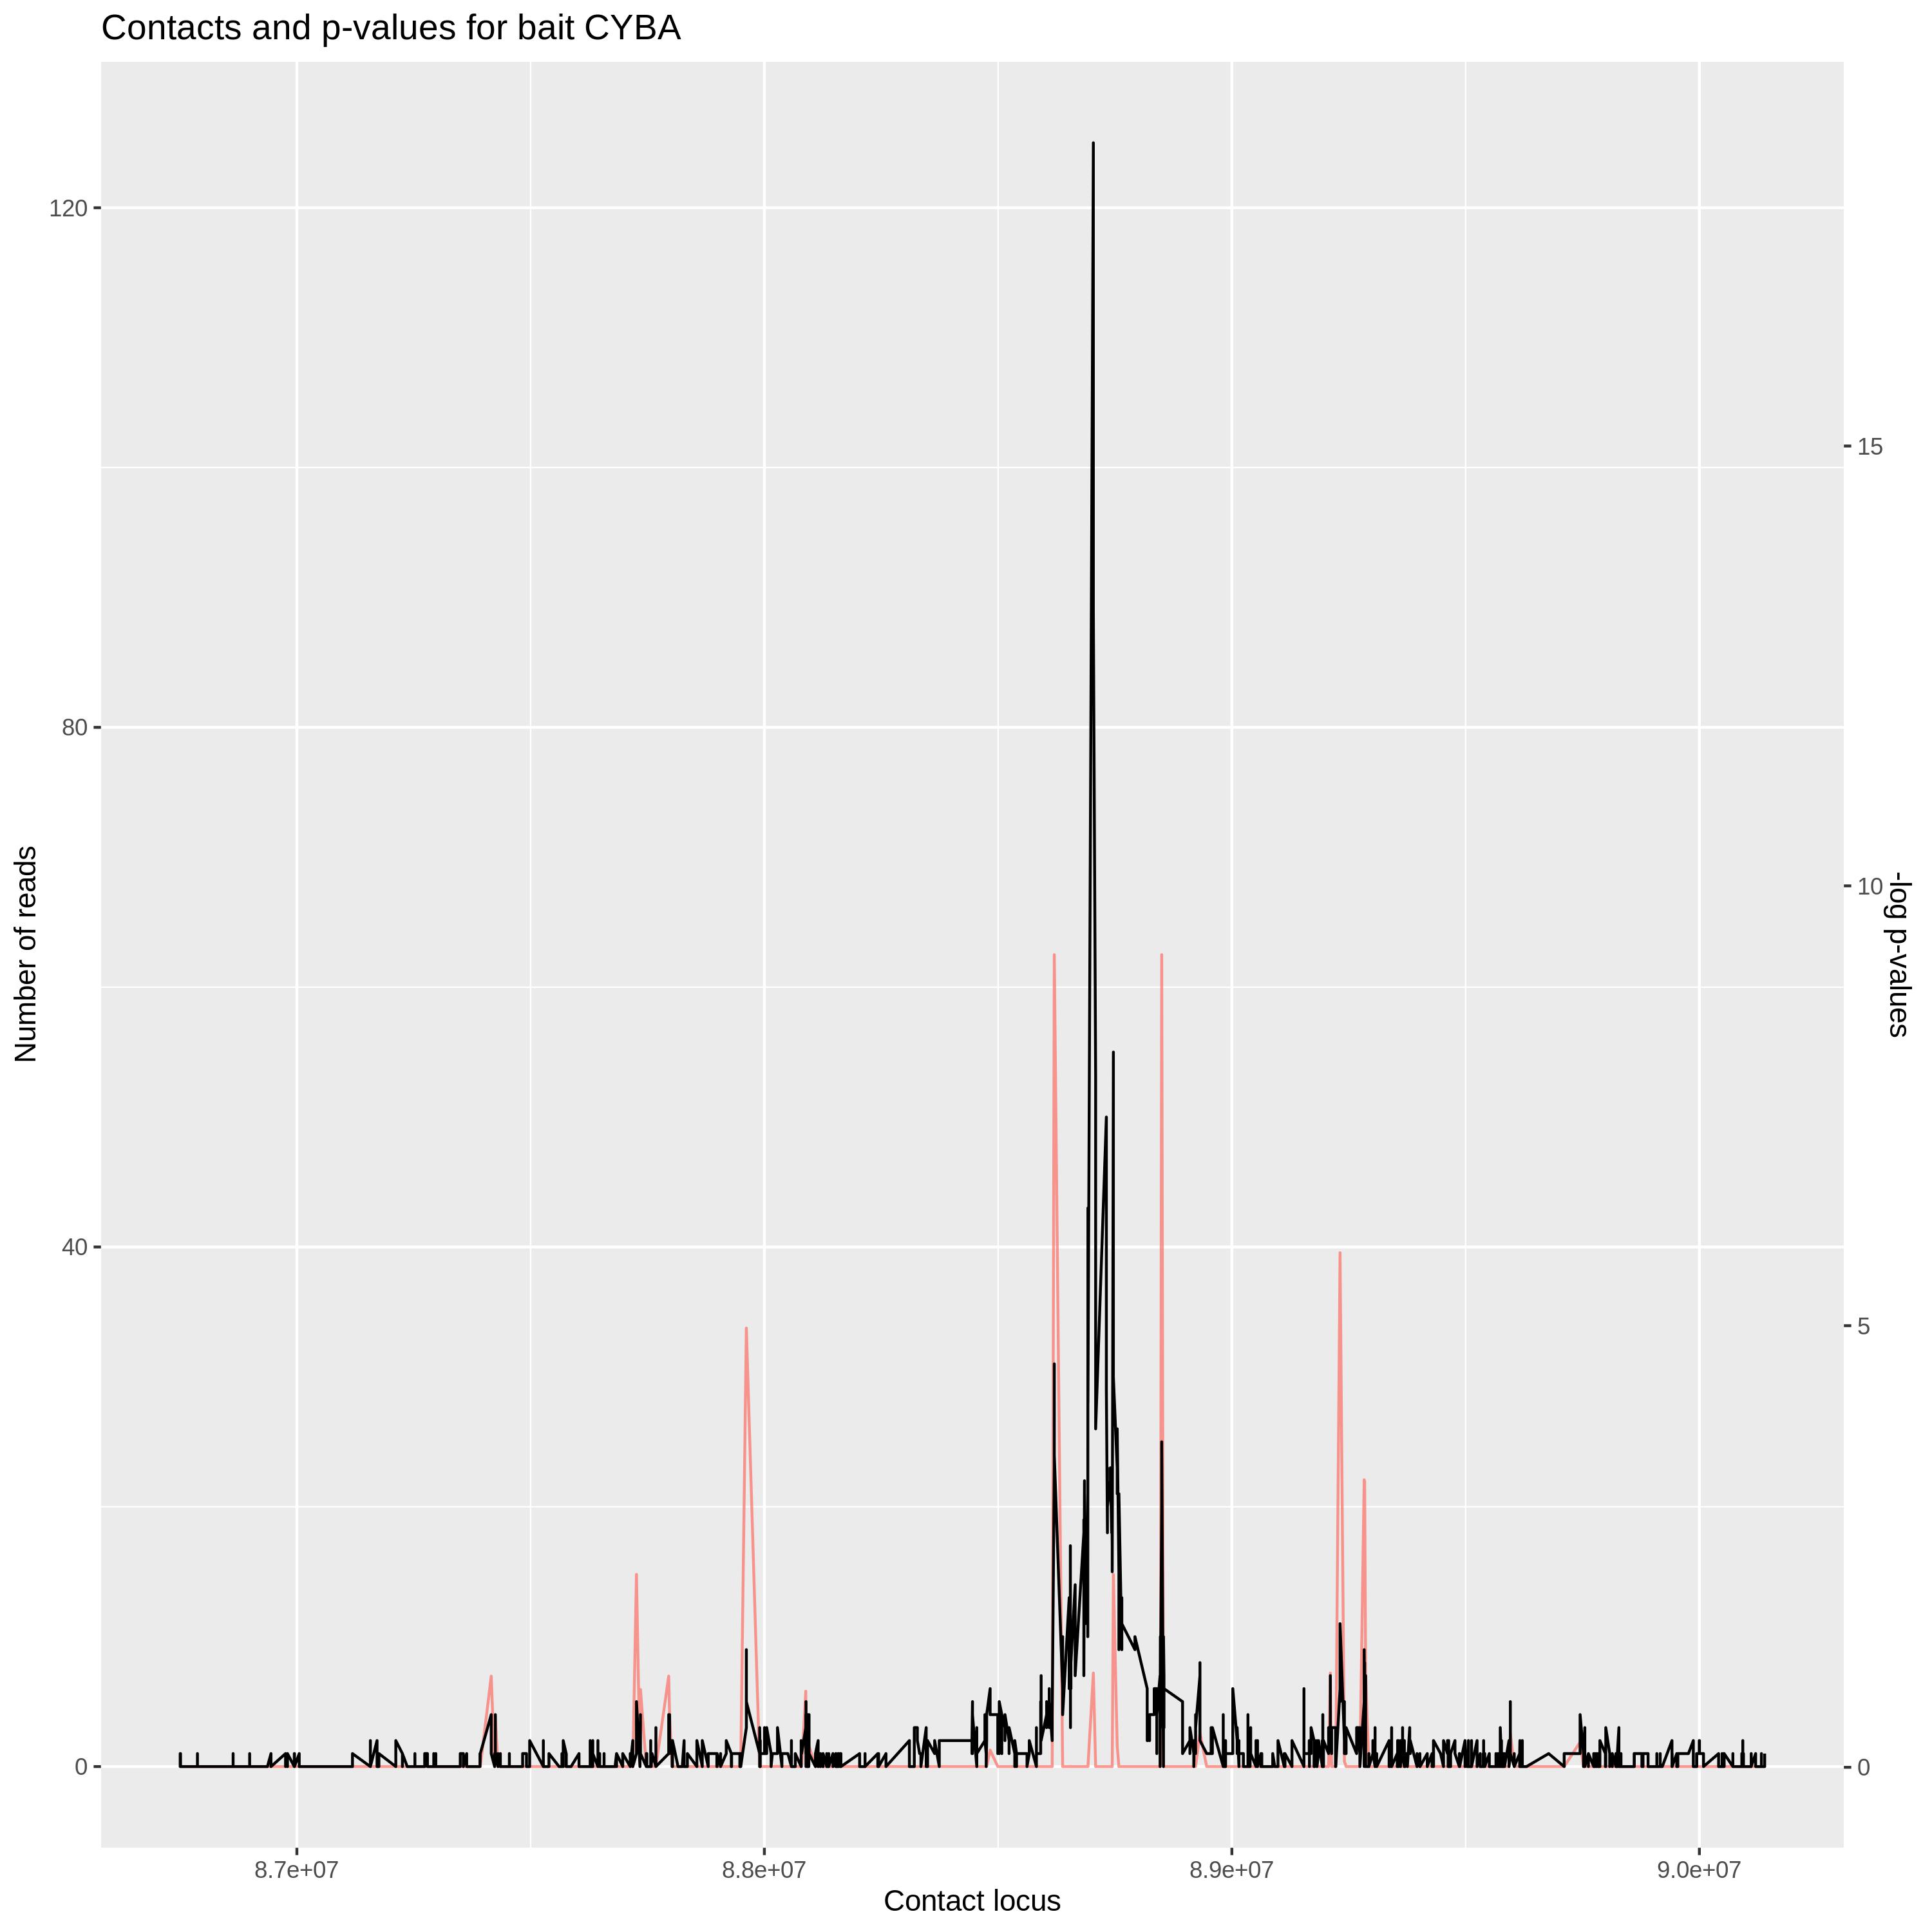 Contacts and p-values for bait CYBA
120
80
40
0
15
10
5
0
Number of reads
-log p-values
8.7e+07
8.8e+07
8.9e+07
9.0e+07
Contact locus